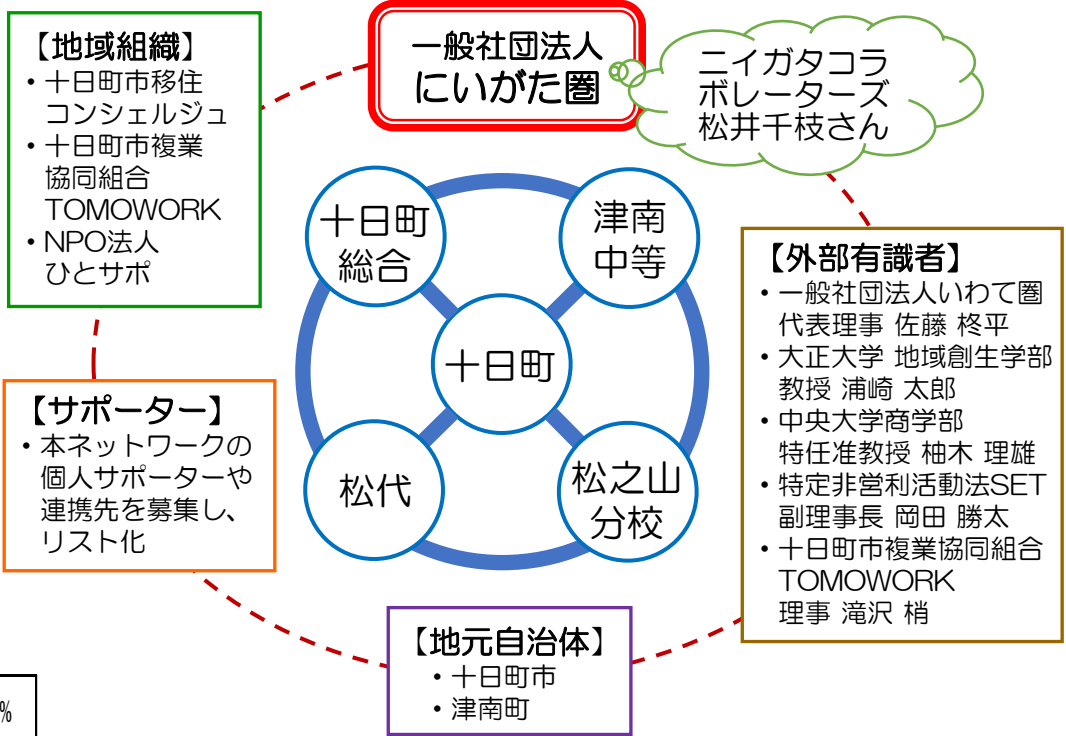 【地域組織】
・十日町市移住
コンシェルジュ
・十日町市複業
協同組合
TOMOWORK
・NPO法人
ひとサポ
一般社団法人
にいがた圏
ニイガタコラ
ボレーターズ
松井千枝さん
十日町
総合
津南
中等
十日町
松代
松之山
分校
【外部有識者】
・一般社団法人いわて圏
代表理事 佐藤 柊平
・大正大学 地域創生学部
教授 浦崎 太郎
・中央大学商学部
特任准教授 柚木 理雄
・特定非営利活動法SET
副理事長 岡田 勝太
・十日町市複業協同組合
TOMOWORK
理事 滝沢 梢
【サポーター】
・本ネットワークの
個人サポーターや
連携先を募集し、
リスト化
【地元自治体】
・十日町市
・津南町
%